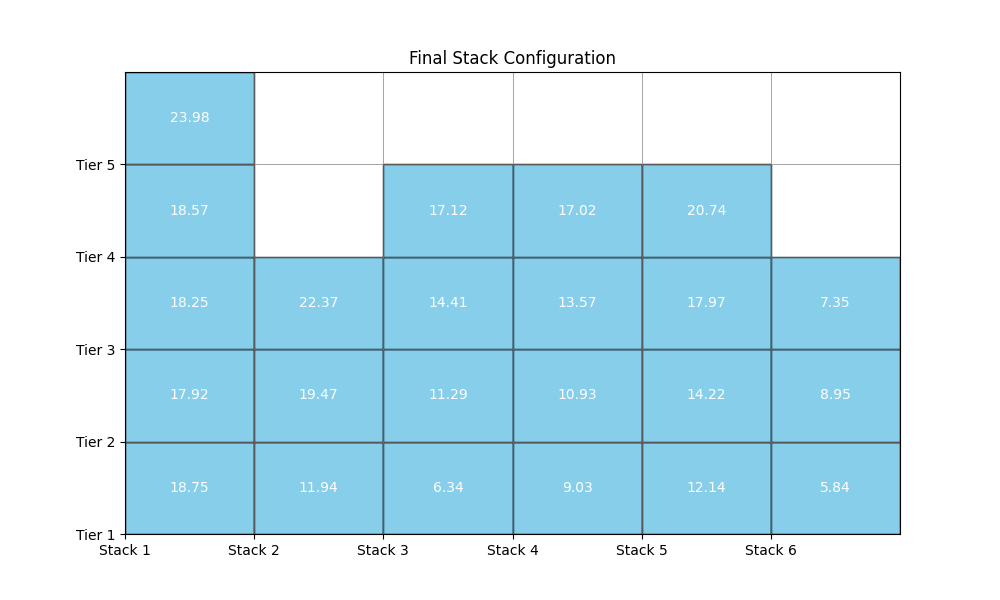 Final Stack Configuration
23.98
Tier 5
18.57 17.12 17.02 20.74
Tier 4
18.25 22.37 14.41 13.57 17.97 7.35
Tier 3
17.92 19.47 11.29 10.93 14.22 8.95
Tier 2
18.75 11.94 6.34 9.03 12.14 5.84
Tier 1
Stack 1 Stack 2 Stack 3 Stack 4 Stack 5 Stack 6